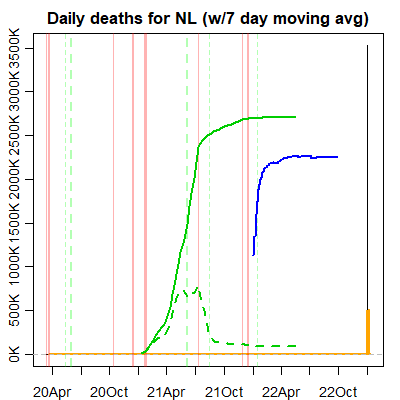 Daily deaths for NL (w/7 day moving avg)
3500K
3000K
2500K
2000K
1500K
1000K
500K
0K
20Apr 20Oct 21Apr 21Oct 22Apr 22Oct